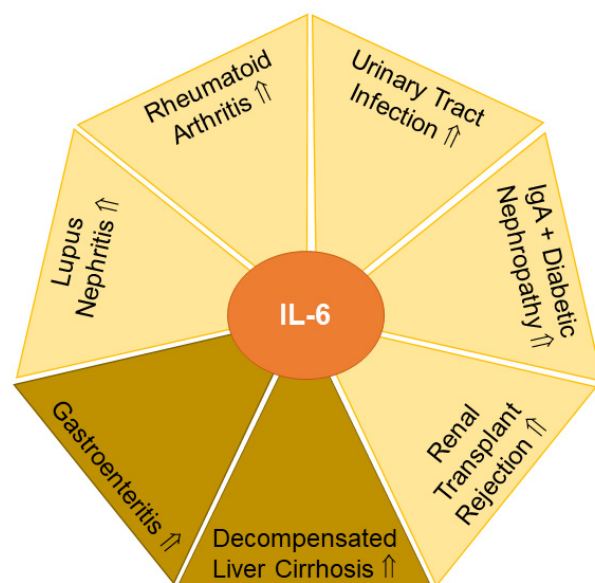 Rheumatoid
Arthritis ⇑
Urinary Tract
Infection ⇑
IgA + Diabetic
Nephropathy ⇑
Renal
Transplant
Rejection ⇑
Decompensated
Liver Cirrhosis ⇑
Gastroenteritis ⇑
Lupus
Nephritis ⇑
IL-6